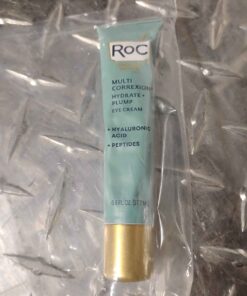 RoC
MULTI
CORREXION
HYDRATE +
PLUMP
EYE CREAM
• HYALURONIC
ACID
• PEPTIDES